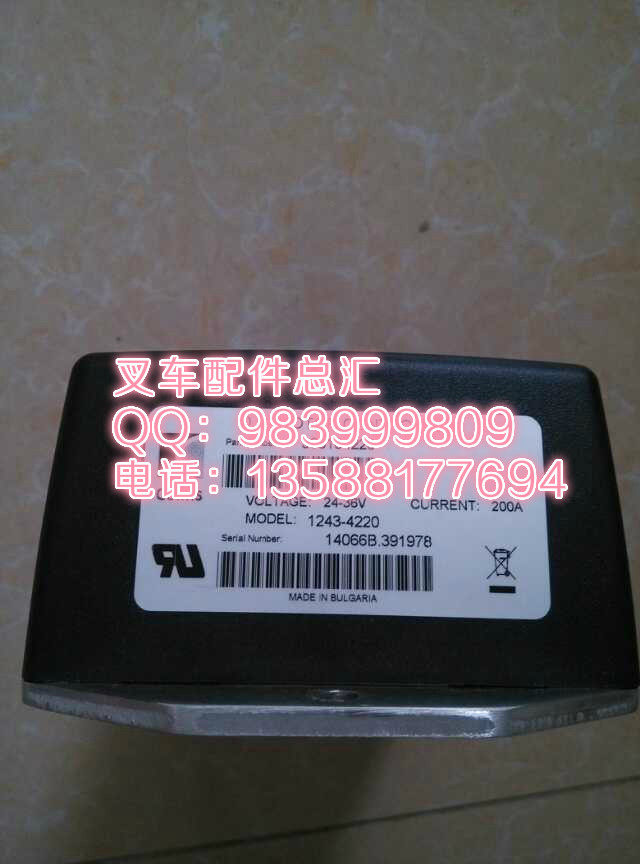 叉车配件总汇
QQ：983999809
电话：13588177694
VOLTAGE: 24-36V CURRENT: 200A
MODEL: 1243-4220
Serial Number: 14066B.391978
MADE IN BULGARIA